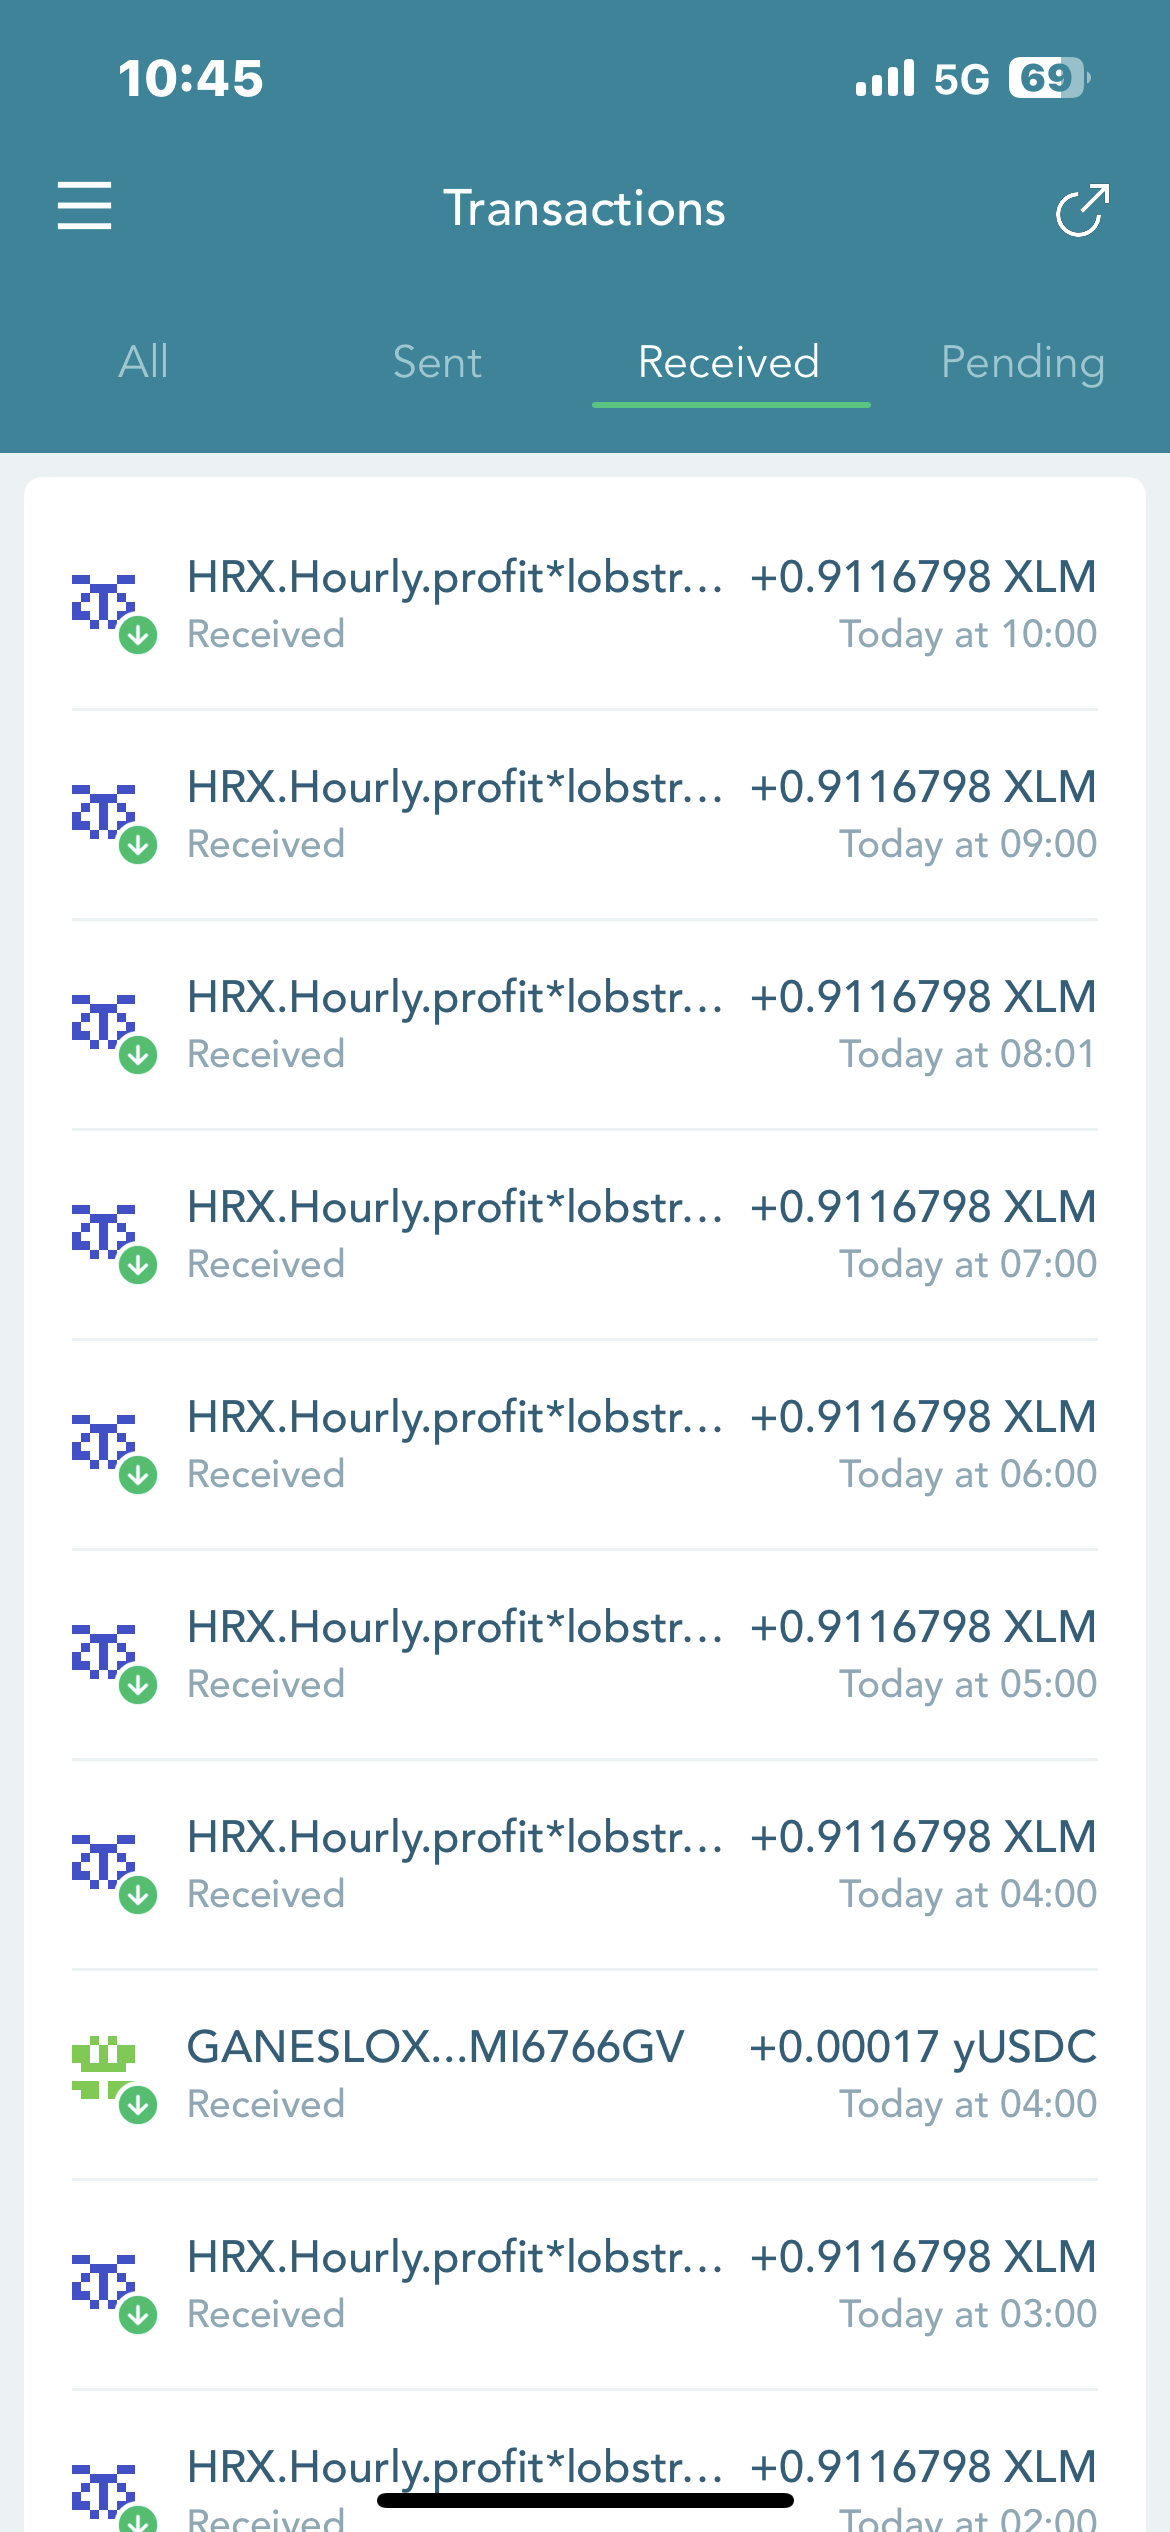 10:45 5G 69
Transactions
All Sent Received Pending
HRX.Hourly.profit*lobstr... +0.9116798 XLM
Received Today at 10:00
HRX.Hourly.profit*lobstr... +0.9116798 XLM
Received Today at 09:00
HRX.Hourly.profit*lobstr... +0.9116798 XLM
Received Today at 08:01
HRX.Hourly.profit*lobstr... +0.9116798 XLM
Received Today at 07:00
HRX.Hourly.profit*lobstr... +0.9116798 XLM
Received Today at 06:00
HRX.Hourly.profit*lobstr... +0.9116798 XLM
Received Today at 05:00
HRX.Hourly.profit*lobstr... +0.9116798 XLM
Received Today at 04:00
GANESLOX...MI6766GV +0.00017 yUSDC
Received Today at 04:00
HRX.Hourly.profit*lobstr... +0.9116798 XLM
Received Today at 03:00
HRX.Hourly.profit*lobstr... +0.9116798 XLM
Received Today at 02:00